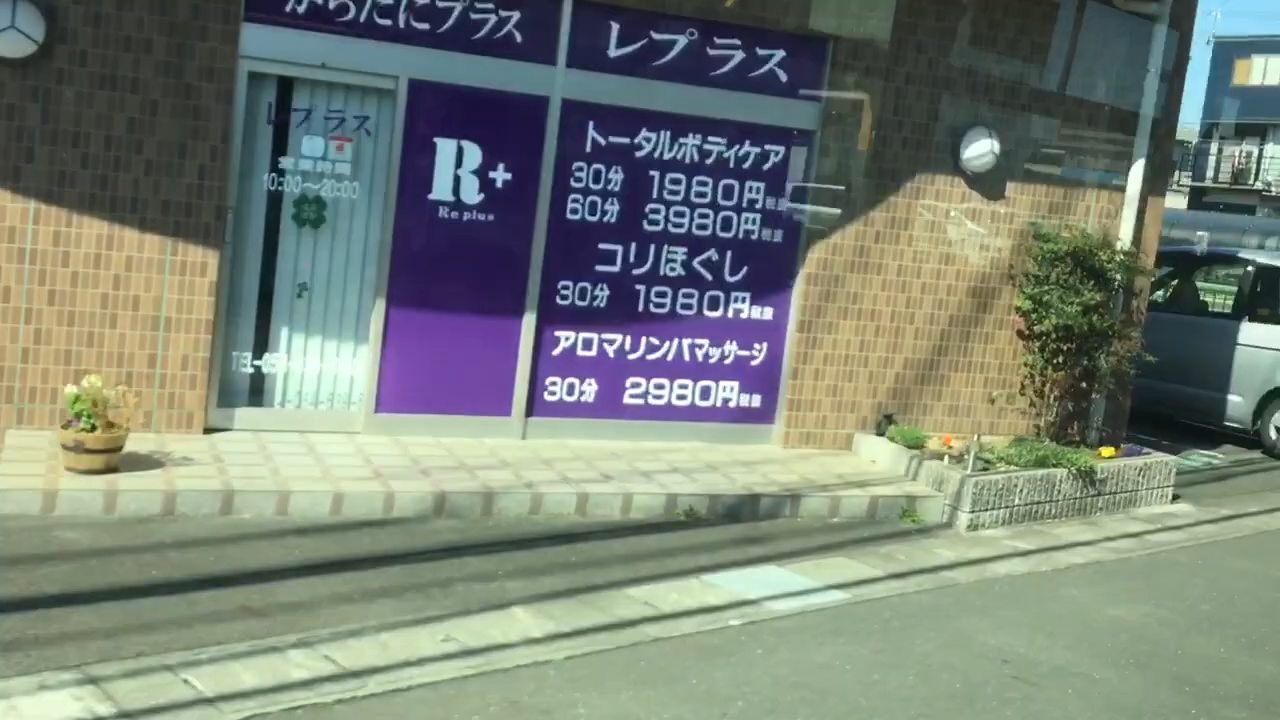 からだにプラス
レプラス
レプラス
営業時間
10:00〜20:00
R+
Re plus
トータルボディケア
30分 1980円
60分 3980円
コリほぐし
30分 1980円
アロマリンパマッサージ
30分 2980円